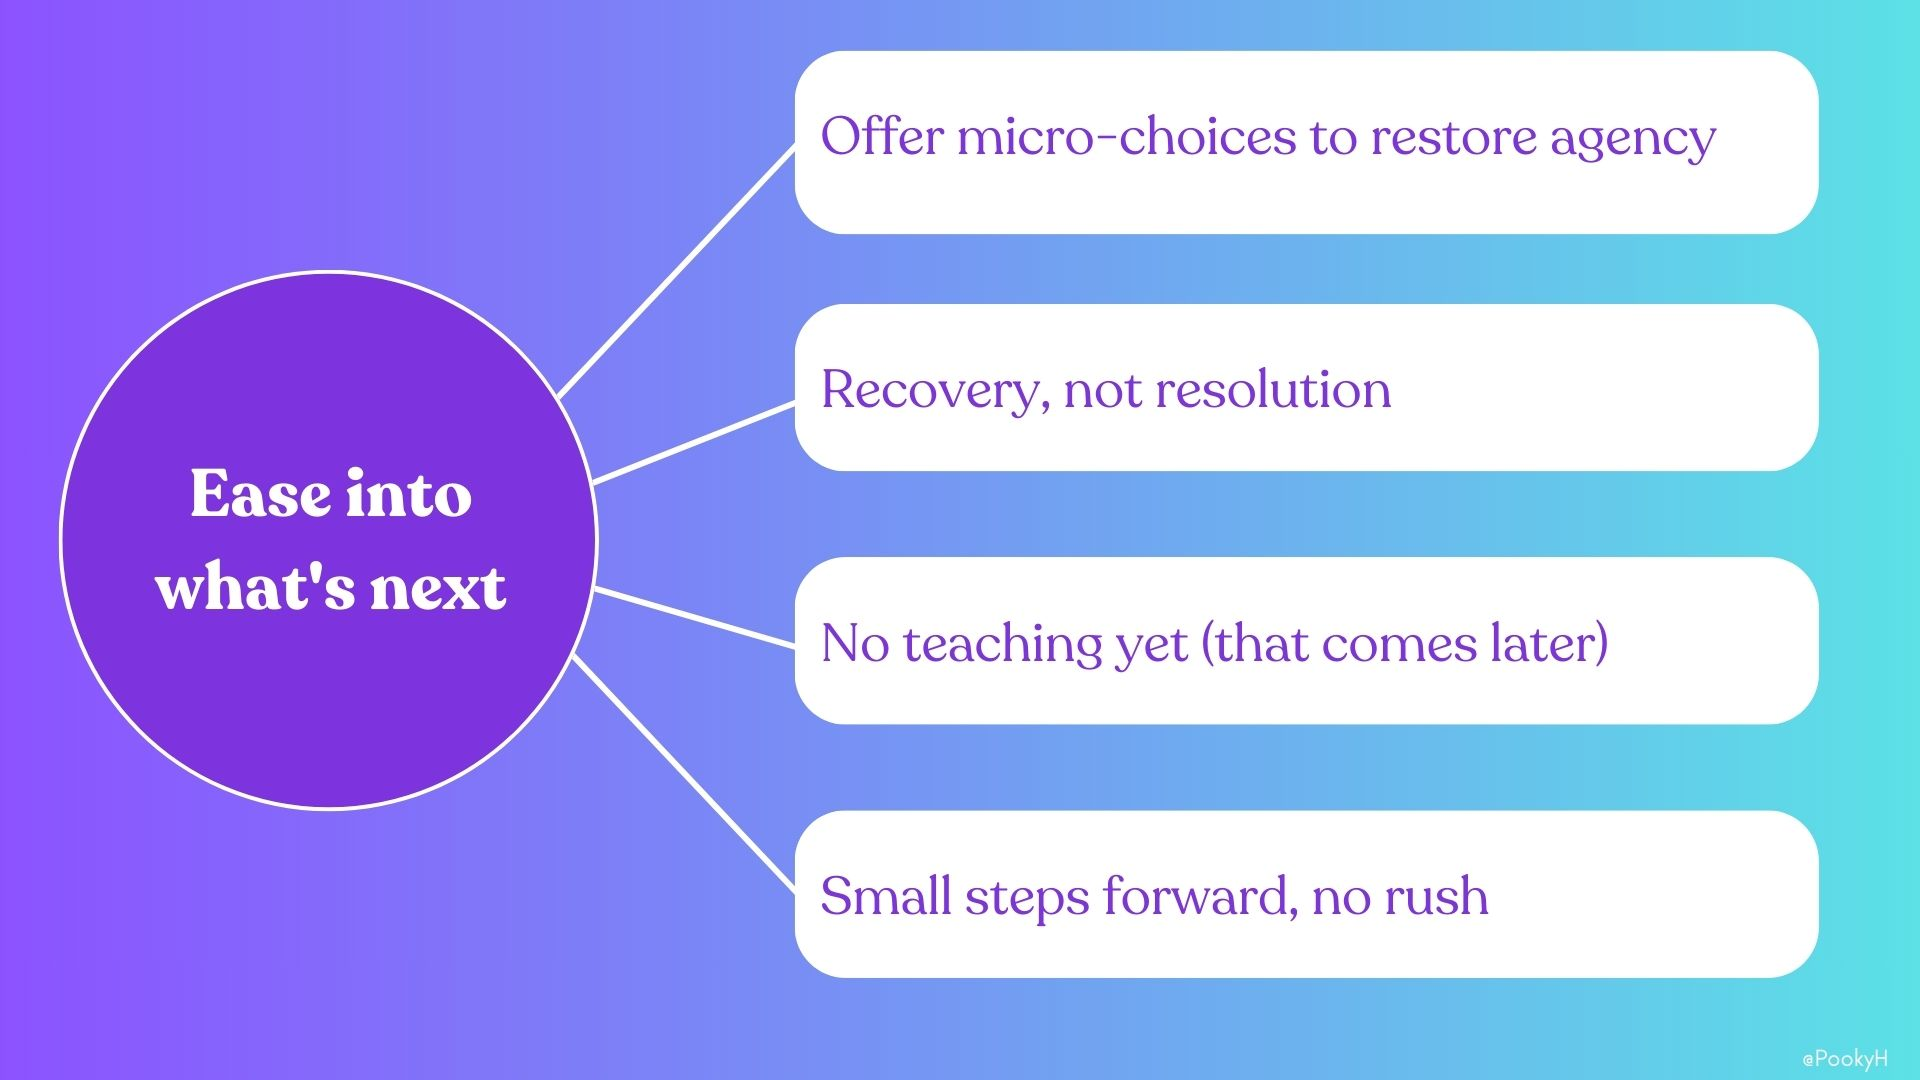 Ease into
what's next
Offer micro-choices to restore agency
Recovery, not resolution
No teaching yet (that comes later)
Small steps forward, no rush
@PookyH